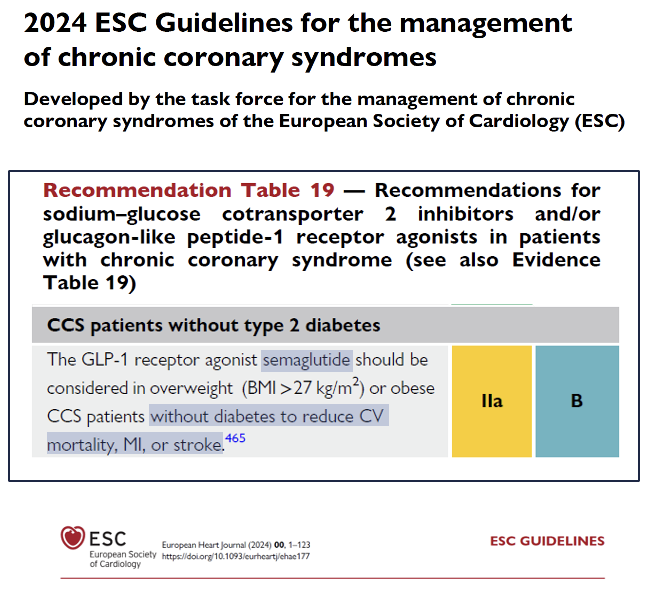 2024 ESC Guidelines for the management
of chronic coronary syndromes
Developed by the task force for the management of chronic
coronary syndromes of the European Society of Cardiology (ESC)
Recommendation Table 19 — Recommendations for
sodium–glucose cotransporter 2 inhibitors and/or
glucagon-like peptide-1 receptor agonists in patients
with chronic coronary syndrome (see also Evidence
Table 19)
CCS patients without type 2 diabetes
The GLP-1 receptor agonist semaglutide should be
considered in overweight (BMI >27 kg/m²) or obese
CCS patients without diabetes to reduce CV
mortality, MI, or stroke.465
IIa
B
ESC
European Society
of Cardiology
European Heart Journal (2024) 00, 1–123
https://doi.org/10.1093/eurheartj/ehae177
ESC GUIDELINES